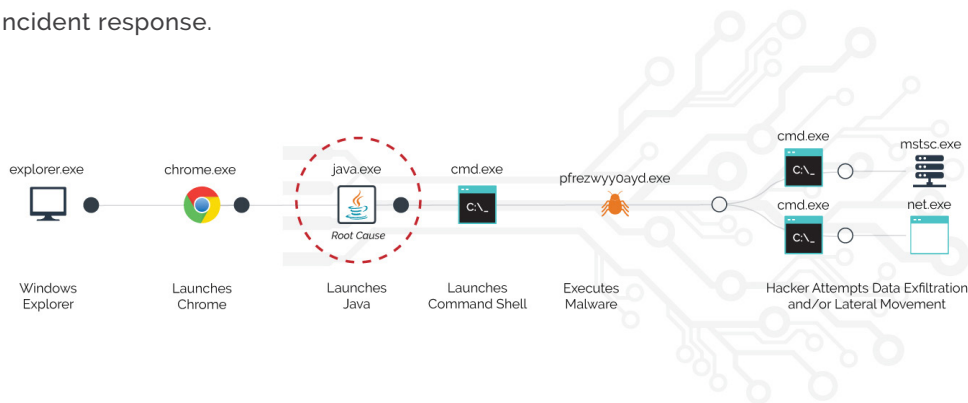 ncident response.
explorer.exe
chrome.exe
java.exe
cmd.exe
pfrezwyy0ayd.exe
cmd.exe
mstsc.exe
C:\_
C:\_
cmd.exe
net.exe
C:\_
Root Cause
Windows
Explorer
Launches
Chrome
Launches
Java
Launches
Command Shell
Executes
Malware
Hacker Attempts Data Exfiltration
and/or Lateral Movement